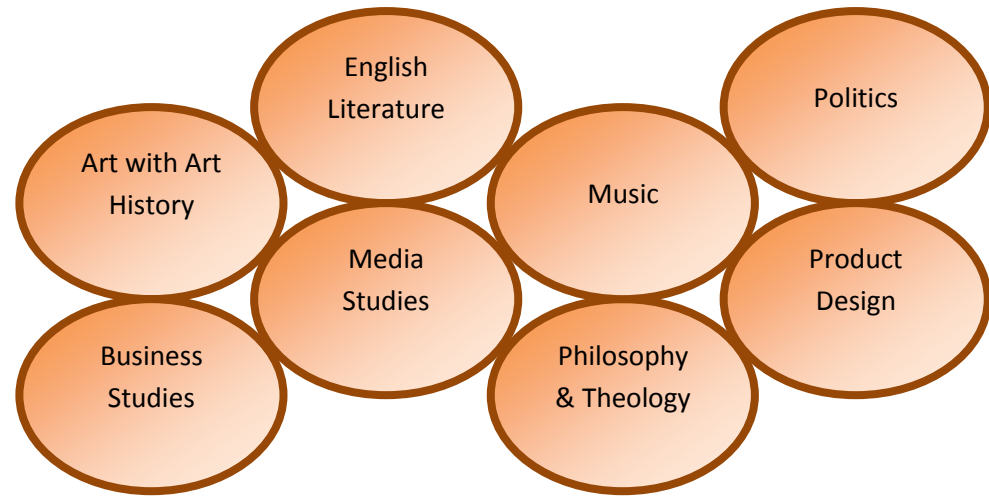 Art with Art
History
Business
Studies
English
Literature
Media
Studies
Music
Philosophy
& Theology
Politics
Product
Design